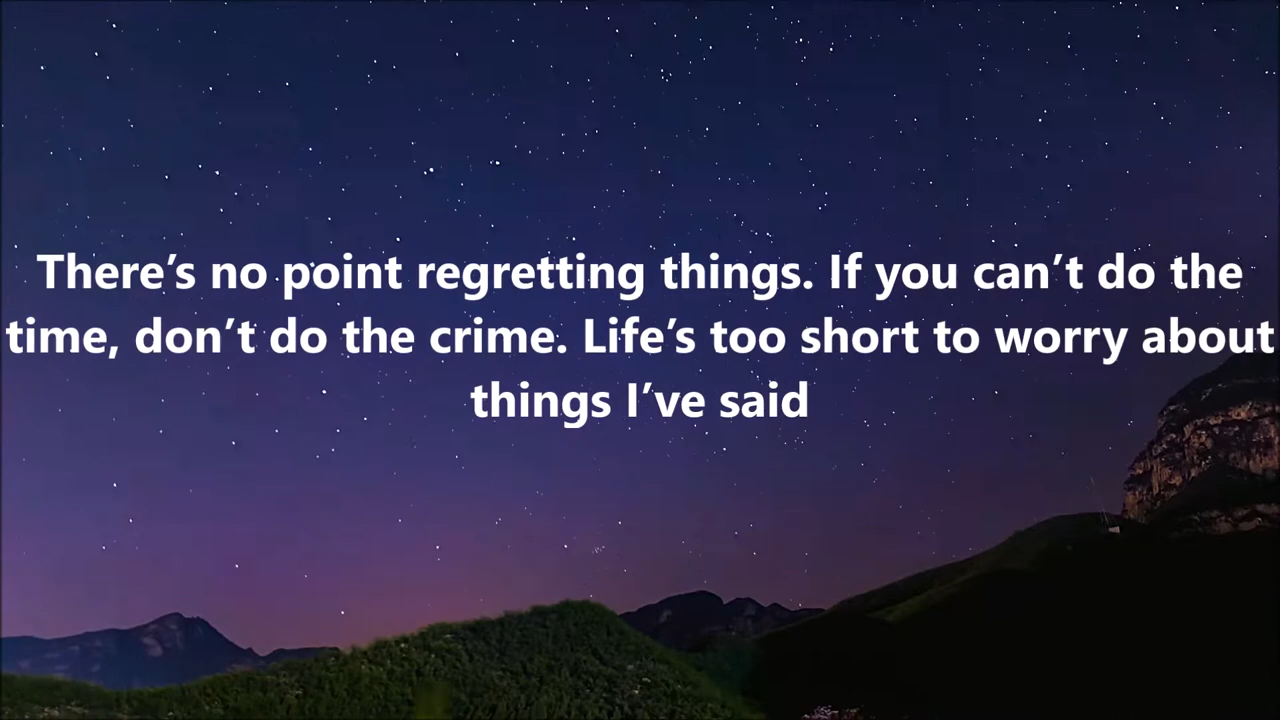 There’s no point regretting things. If you can’t do the
time, don’t do the crime. Life’s too short to worry about
things I’ve said